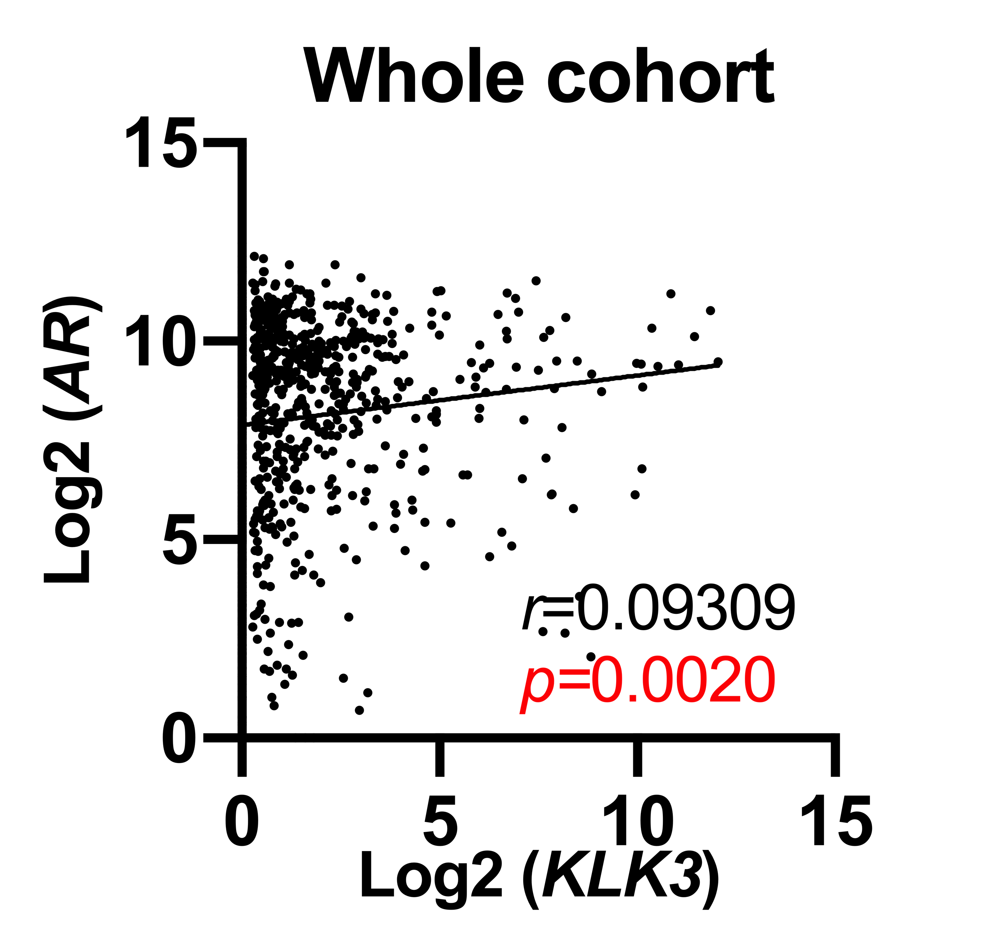 Whole cohort
15
10
5
0
Log2 (AR)
r=0.09309
p=0.0020
0 5 10 15
Log2 (KLK3)